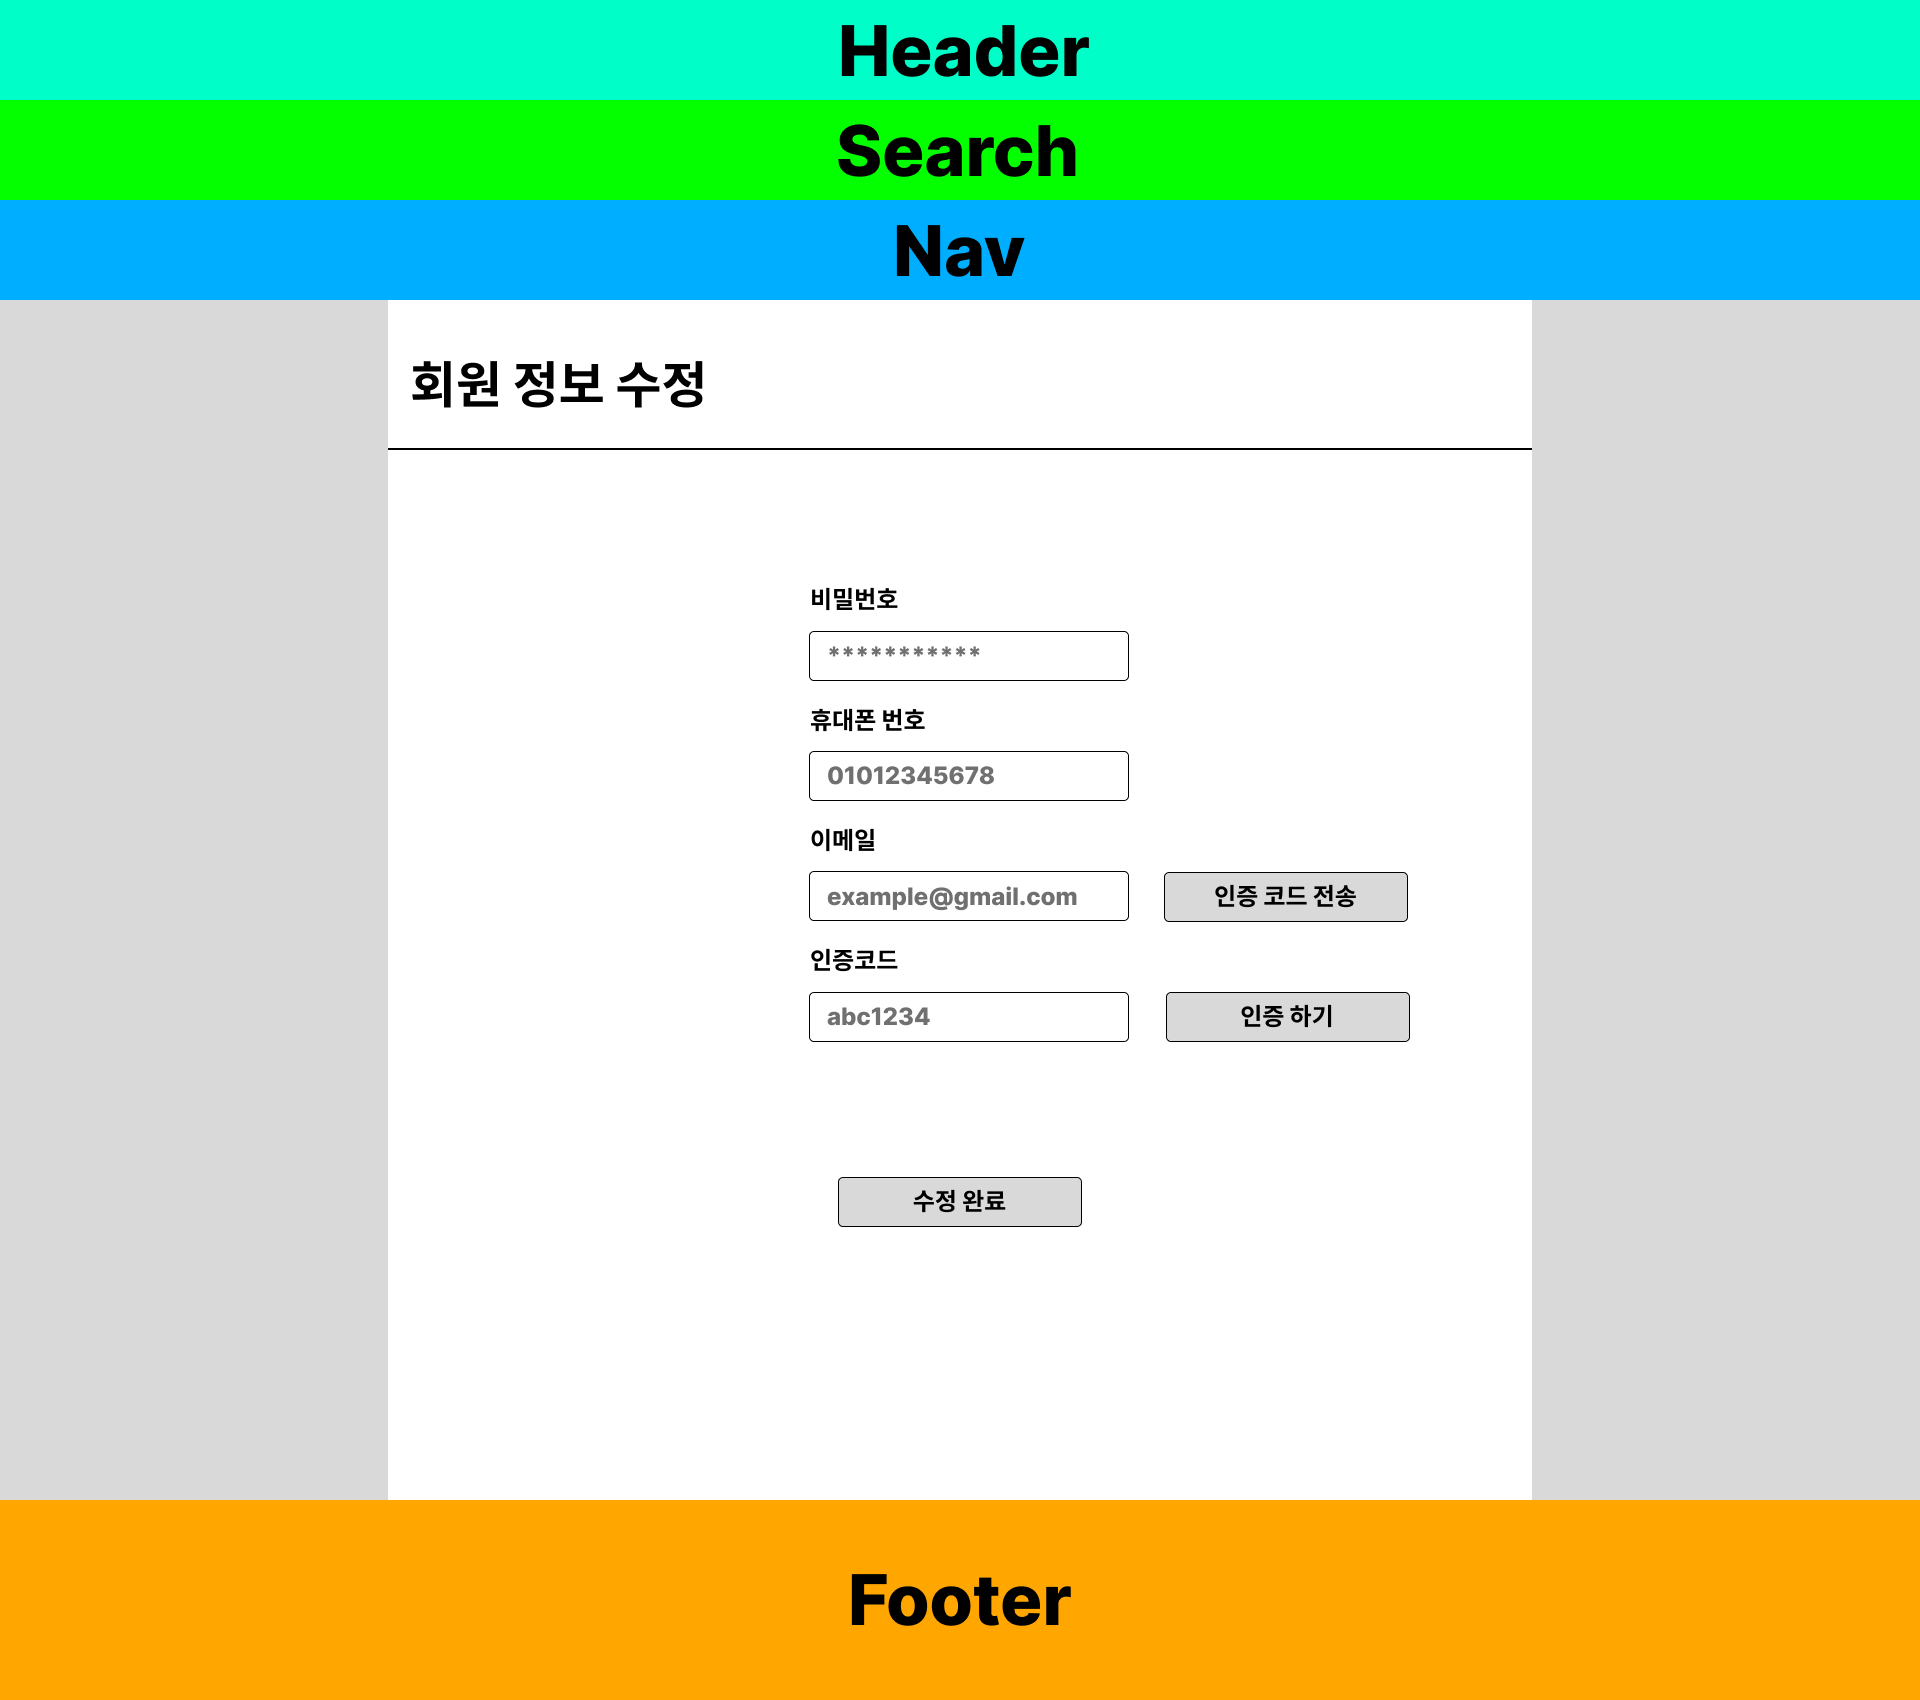 Header
Search
Nav
회원 정보 수정
비밀번호
***********
휴대폰 번호
01012345678
이메일
example@gmail.com
인증 코드 전송
인증코드
abc1234
인증 하기
수정 완료
Footer